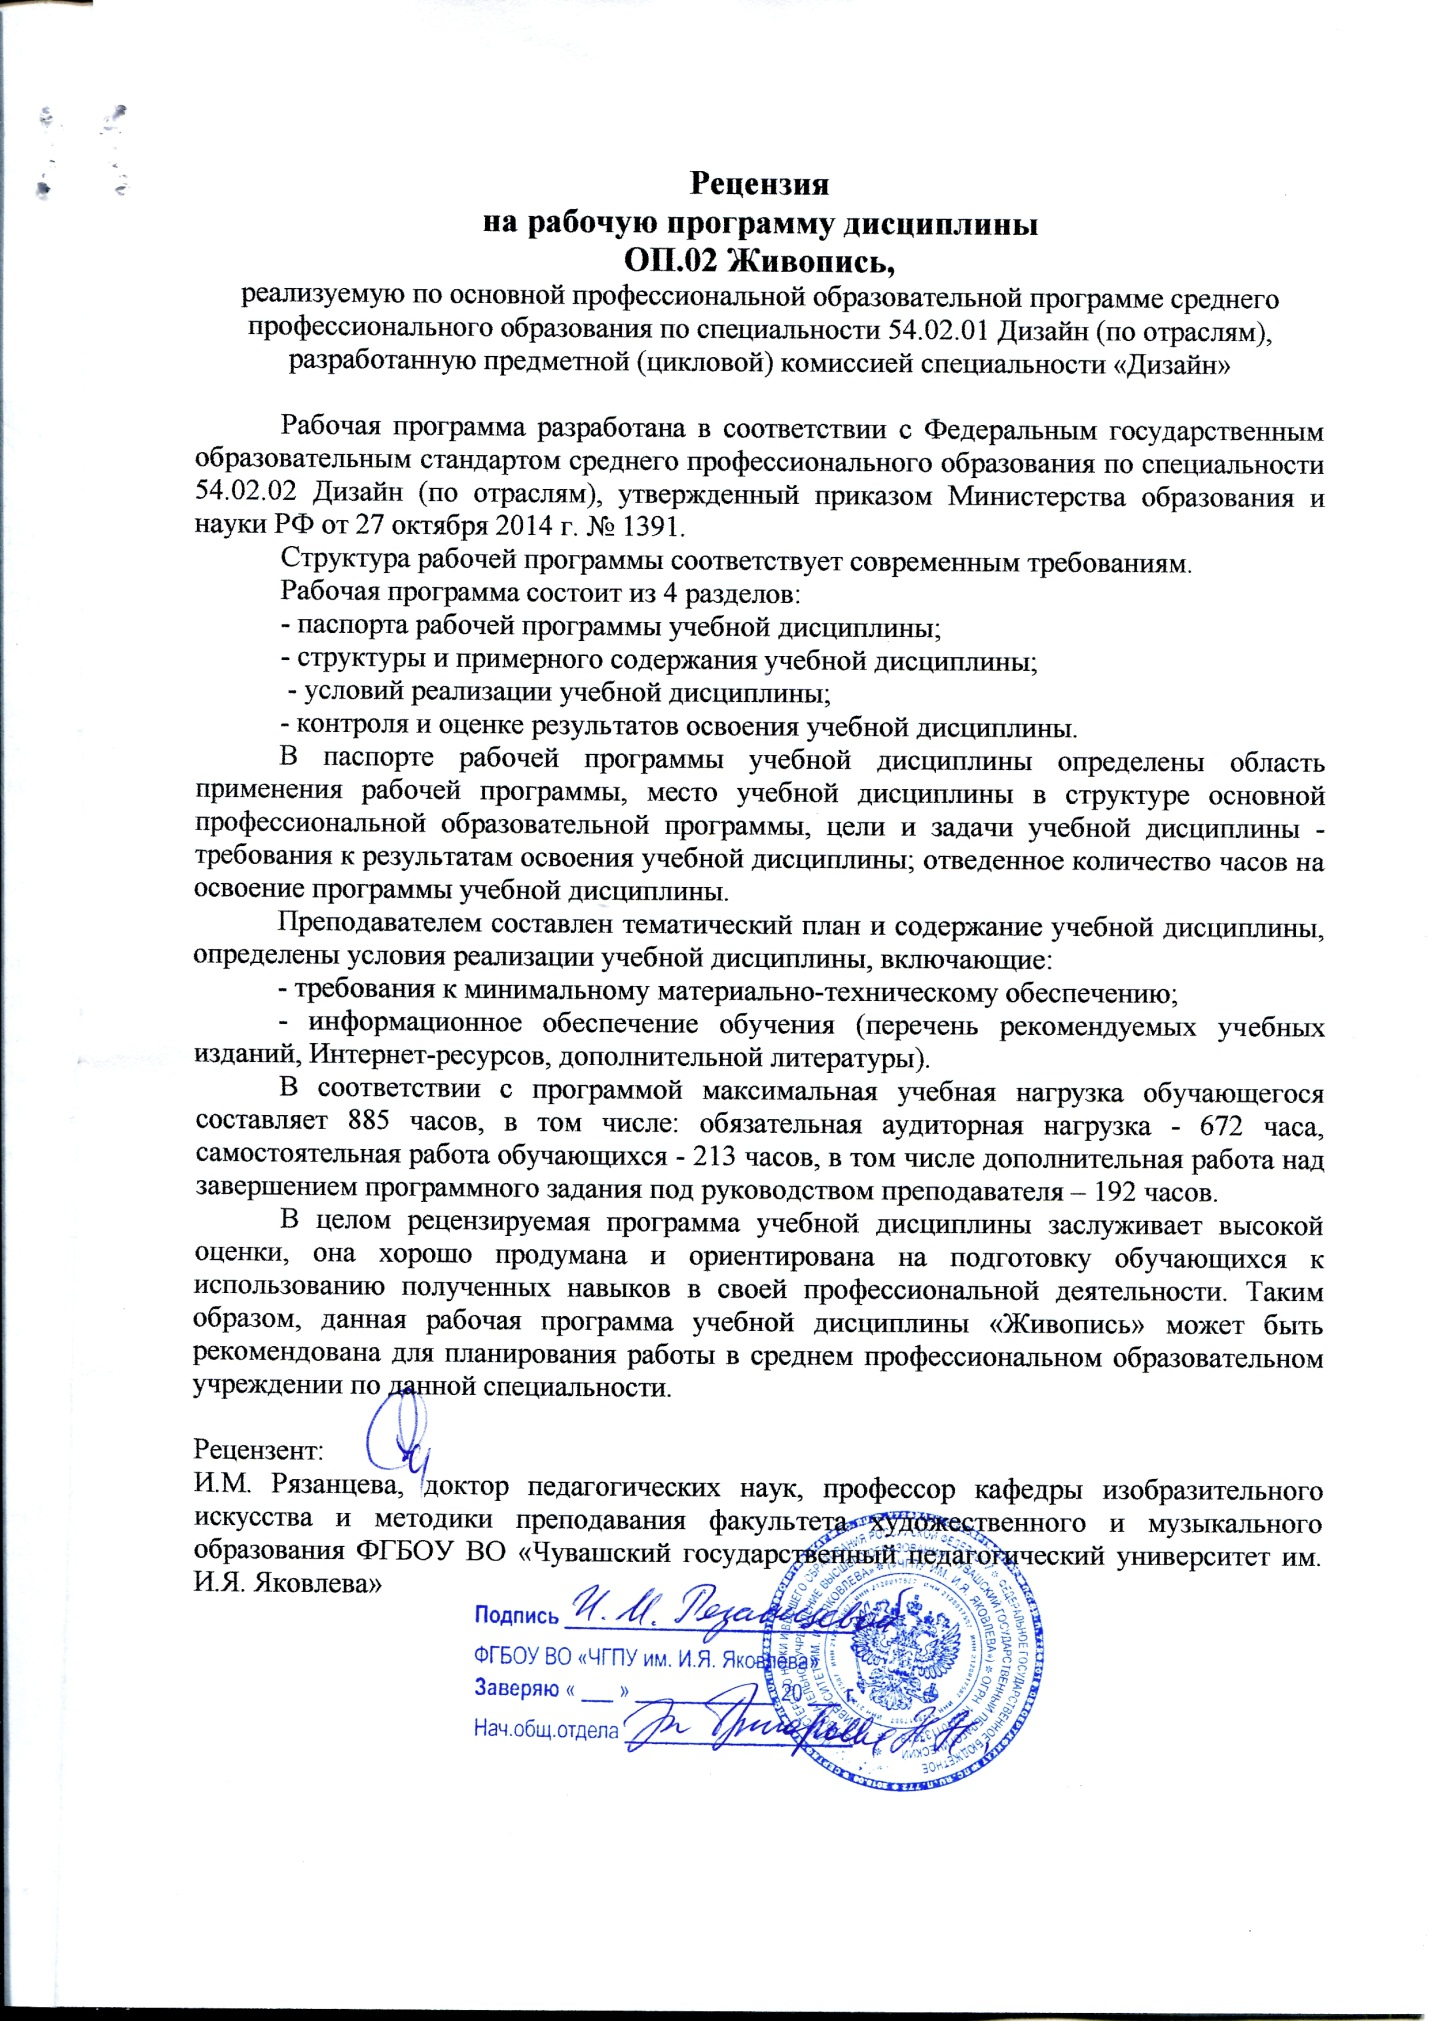 Рецензия
на рабочую программу дисциплины
ОП.02 Живопись,
реализуемую по основной профессиональной образовательной программе среднего
профессионального образования по специальности 54.02.01 Дизайн (по отраслям),
разработанную предметной (цикловой) комиссией специальности «Дизайн»
Рабочая программа разработана в соответствии с Федеральным государственным
образовательным стандартом среднего профессионального образования по специальности
54.02.02 Дизайн (по отраслям), утвержденный приказом Министерства образования и
науки РФ от 27 октября 2014 г. № 1391.
Структура рабочей программы соответствует современным требованиям.
Рабочая программа состоит из 4 разделов:
- паспорта рабочей программы учебной дисциплины;
- структуры и примерного содержания учебной дисциплины;
- условий реализации учебной дисциплины;
- контроля и оценке результатов освоения учебной дисциплины.
В паспорте рабочей программы учебной дисциплины определены область
применения рабочей программы, место учебной дисциплины в структуре основной
профессиональной образовательной программы, цели и задачи учебной дисциплины -
требования к результатам освоения учебной дисциплины; отведенное количество часов на
освоение программы учебной дисциплины.
Преподавателем составлен тематический план и содержание учебной дисциплины,
определены условия реализации учебной дисциплины, включающие:
- требования к минимальному материально-техническому обеспечению;
- информационное обеспечение обучения (перечень рекомендуемых учебных
изданий, Интернет-ресурсов, дополнительной литературы).
В соответствии с программой максимальная учебная нагрузка обучающегося
составляет 885 часов, в том числе: обязательная аудиторная нагрузка - 672 часа,
самостоятельная работа обучающихся - 213 часов, в том числе дополнительная работа над
завершением программного задания под руководством преподавателя – 192 часов.
В целом рецензируемая программа учебной дисциплины заслуживает высокой
оценки, она хорошо продумана и ориентирована на подготовку обучающихся к
использованию полученных навыков в своей профессиональной деятельности. Таким
образом, данная рабочая программа учебной дисциплины «Живопись» может быть
рекомендована для планирования работы в среднем профессиональном образовательном
учреждении по данной специальности.
Рецензент:
И.М. Рязанцева, доктор педагогических наук, профессор кафедры изобразительного
искусства и методики преподавания факультета художественного и музыкального
образования ФГБОУ ВО «Чувашский государственный педагогический университет им.
И.Я. Яковлева»
Подпись И. М.
ФГБОУ ВО «ЧГПУ им. И.Я. Яковлева»
Заверяю « ___ » __________ 20 г.
Нач.общ.отдела